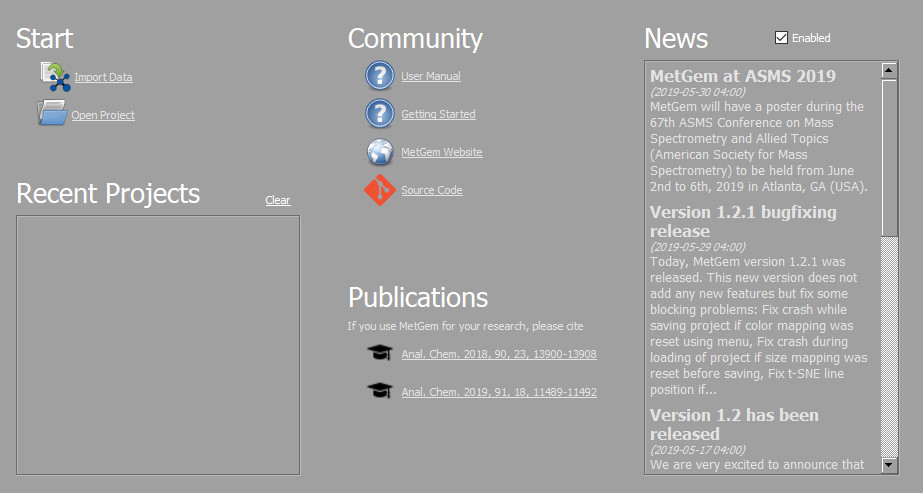 Start
Import Data
Open Project
Recent Projects
Clear
Community
User Manual
Getting Started
MetGem Website
Source Code
Publications
If you use MetGem for your research, please cite
Anal. Chem. 2018, 90, 23, 13900-13908
Anal. Chem. 2019, 91, 18, 11489-11492
News
Enabled
MetGem at ASMS 2019
(2019-05-30 04:00)
MetGem will have a poster during the
67th ASMS Conference on Mass
Spectrometry and Allied Topics
(American Society for Mass
Spectrometry) to be held from June
2nd to 6th, 2019 in Atlanta, GA (USA).
Version 1.2.1 bugfixing
release
(2019-05-29 04:00)
Today, MetGem version 1.2.1 was
released. This new version does not
add any new features but fix some
blocking problems: Fix crash while
saving project if color mapping was
reset using menu, Fix crash during
loading of project if size mapping was
reset before saving, Fix t-SNE line
position if...
Version 1.2 has been
released
(2019-05-17 04:00)
We are very excited to announce that